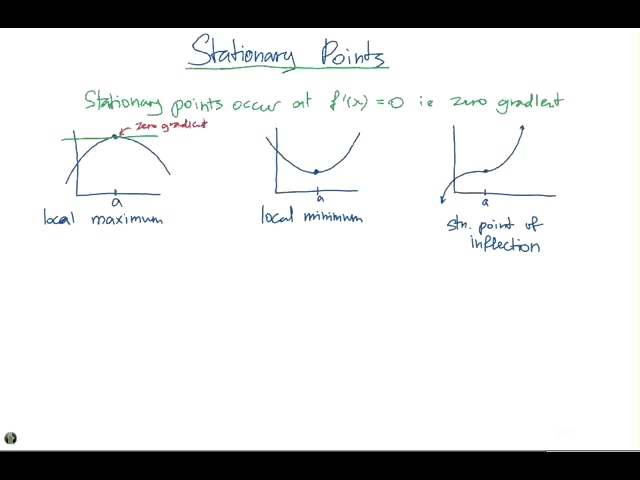 Stationary Points
Stationary points occur at f'(x) = 0 ie zero gradient
zero gradient
a
a
a
local maximum
local minimum
stn. point of
inflection